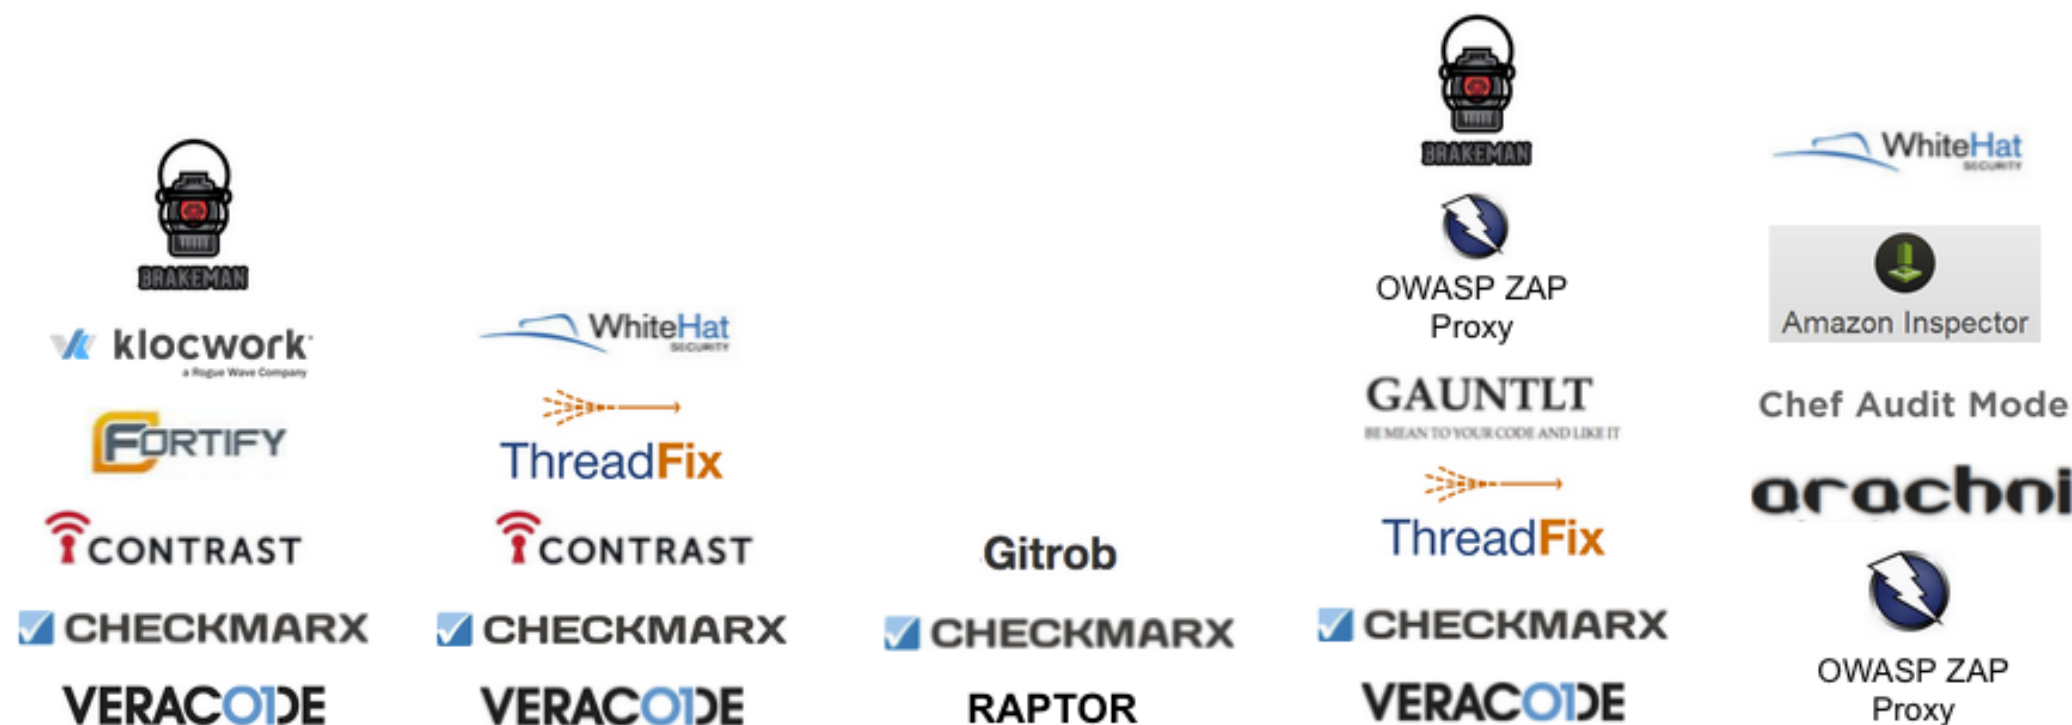 BRAKEMAN
klocwork
a Rogue Wave Company
FORTIFY
CONTRAST
CHECKMARX
VERACODE
WhiteHat
SECURITY
ThreadFix
CONTRAST
CHECKMARX
VERACODE
Gitrob
CHECKMARX
RAPTOR
BRAKEMAN
OWASP ZAP
Proxy
GAUNTLT
BE MEAN TO YOUR CODE AND LIKE IT
ThreadFix
CHECKMARX
VERACODE
WhiteHat
SECURITY
Amazon Inspector
Chef Audit Mode
arachni
OWASP ZAP
Proxy